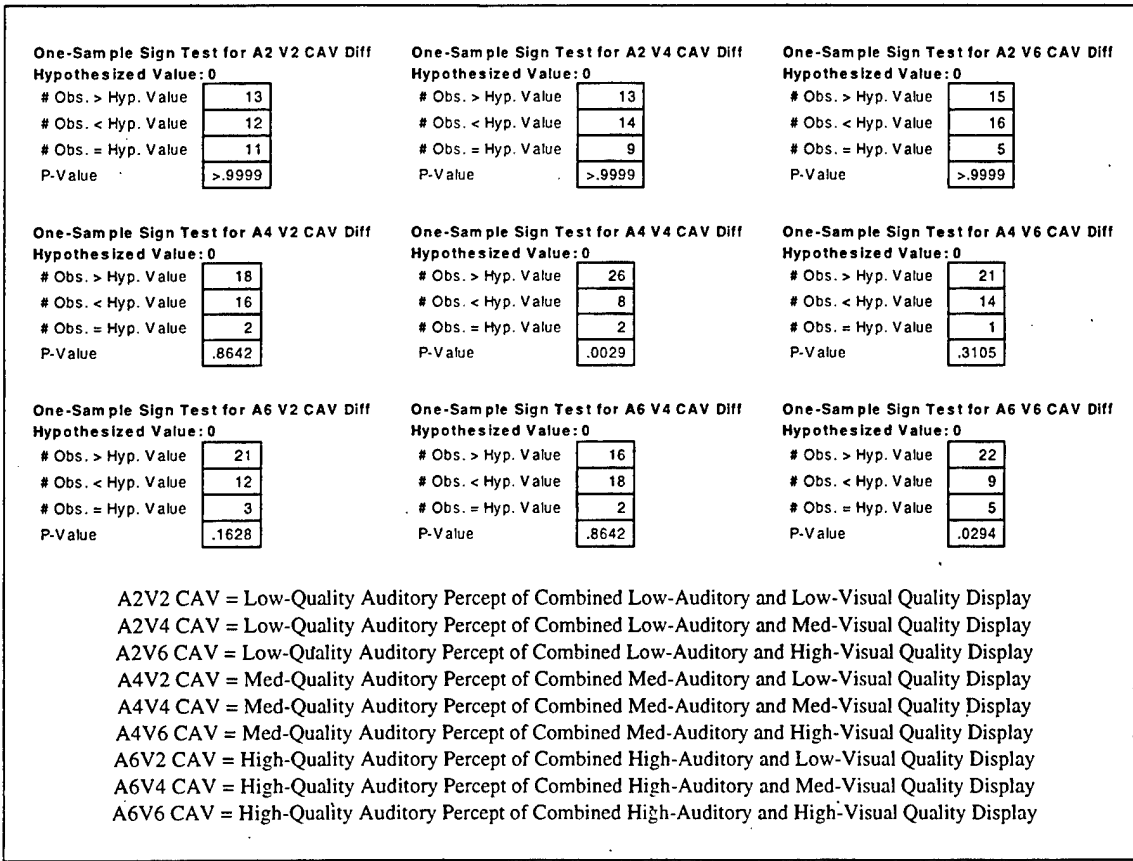 One-Sample Sign Test for A2 V2 CAV Diff
Hypothesized Value: 0
# Obs. > Hyp. Value 13
# Obs. < Hyp. Value 12
# Obs. = Hyp. Value 11
P-Value >.9999
One-Sample Sign Test for A2 V4 CAV Diff
Hypothesized Value: 0
# Obs. > Hyp. Value 13
# Obs. < Hyp. Value 14
# Obs. = Hyp. Value 9
P-Value >.9999
One-Sample Sign Test for A2 V6 CAV Diff
Hypothesized Value: 0
# Obs. > Hyp. Value 15
# Obs. < Hyp. Value 16
# Obs. = Hyp. Value 5
P-Value >.9999
One-Sample Sign Test for A4 V2 CAV Diff
Hypothesized Value: 0
# Obs. > Hyp. Value 18
# Obs. < Hyp. Value 16
# Obs. = Hyp. Value 2
P-Value .8642
One-Sample Sign Test for A4 V4 CAV Diff
Hypothesized Value: 0
# Obs. > Hyp. Value 26
# Obs. < Hyp. Value 8
# Obs. = Hyp. Value 2
P-Value .0029
One-Sample Sign Test for A4 V6 CAV Diff
Hypothesized Value: 0
# Obs. > Hyp. Value 21
# Obs. < Hyp. Value 14
# Obs. = Hyp. Value 1
P-Value .3105
One-Sample Sign Test for A6 V2 CAV Diff
Hypothesized Value: 0
# Obs. > Hyp. Value 21
# Obs. < Hyp. Value 12
# Obs. = Hyp. Value 3
P-Value .1628
One-Sample Sign Test for A6 V4 CAV Diff
Hypothesized Value: 0
# Obs. > Hyp. Value 16
# Obs. < Hyp. Value 18
# Obs. = Hyp. Value 2
P-Value .8642
One-Sample Sign Test for A6 V6 CAV Diff
Hypothesized Value: 0
# Obs. > Hyp. Value 22
# Obs. < Hyp. Value 9
# Obs. = Hyp. Value 5
P-Value .0294
A2V2 CAV = Low-Quality Auditory Percept of Combined Low-Auditory and Low-Visual Quality Display
A2V4 CAV = Low-Quality Auditory Percept of Combined Low-Auditory and Med-Visual Quality Display
A2V6 CAV = Low-Quality Auditory Percept of Combined Low-Auditory and High-Visual Quality Display
A4V2 CAV = Med-Quality Auditory Percept of Combined Med-Auditory and Low-Visual Quality Display
A4V4 CAV = Med-Quality Auditory Percept of Combined Med-Auditory and Med-Visual Quality Display
A4V6 CAV = Med-Quality Auditory Percept of Combined Med-Auditory and High-Visual Quality Display
A6V2 CAV = High-Quality Auditory Percept of Combined High-Auditory and Low-Visual Quality Display
A6V4 CAV = High-Quality Auditory Percept of Combined High-Auditory and Med-Visual Quality Display
A6V6 CAV = High-Quality Auditory Percept of Combined High-Auditory and High-Visual Quality Display